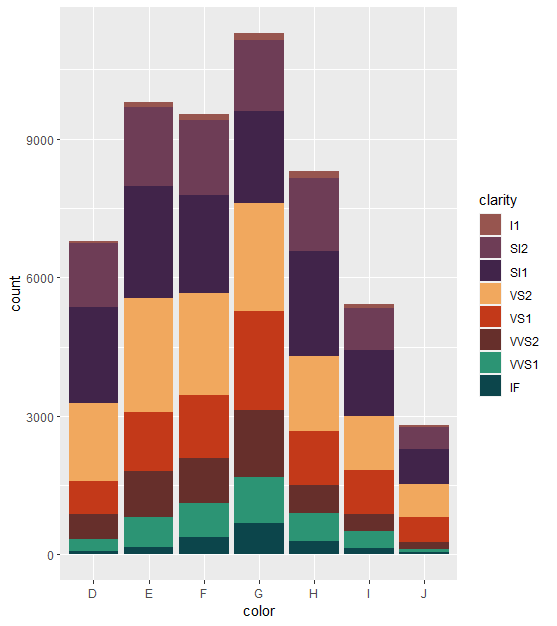 9000
6000
3000
0
count
D E F G H I J
color
clarity
I1
SI2
SI1
VS2
VS1
VVS2
VVS1
IF